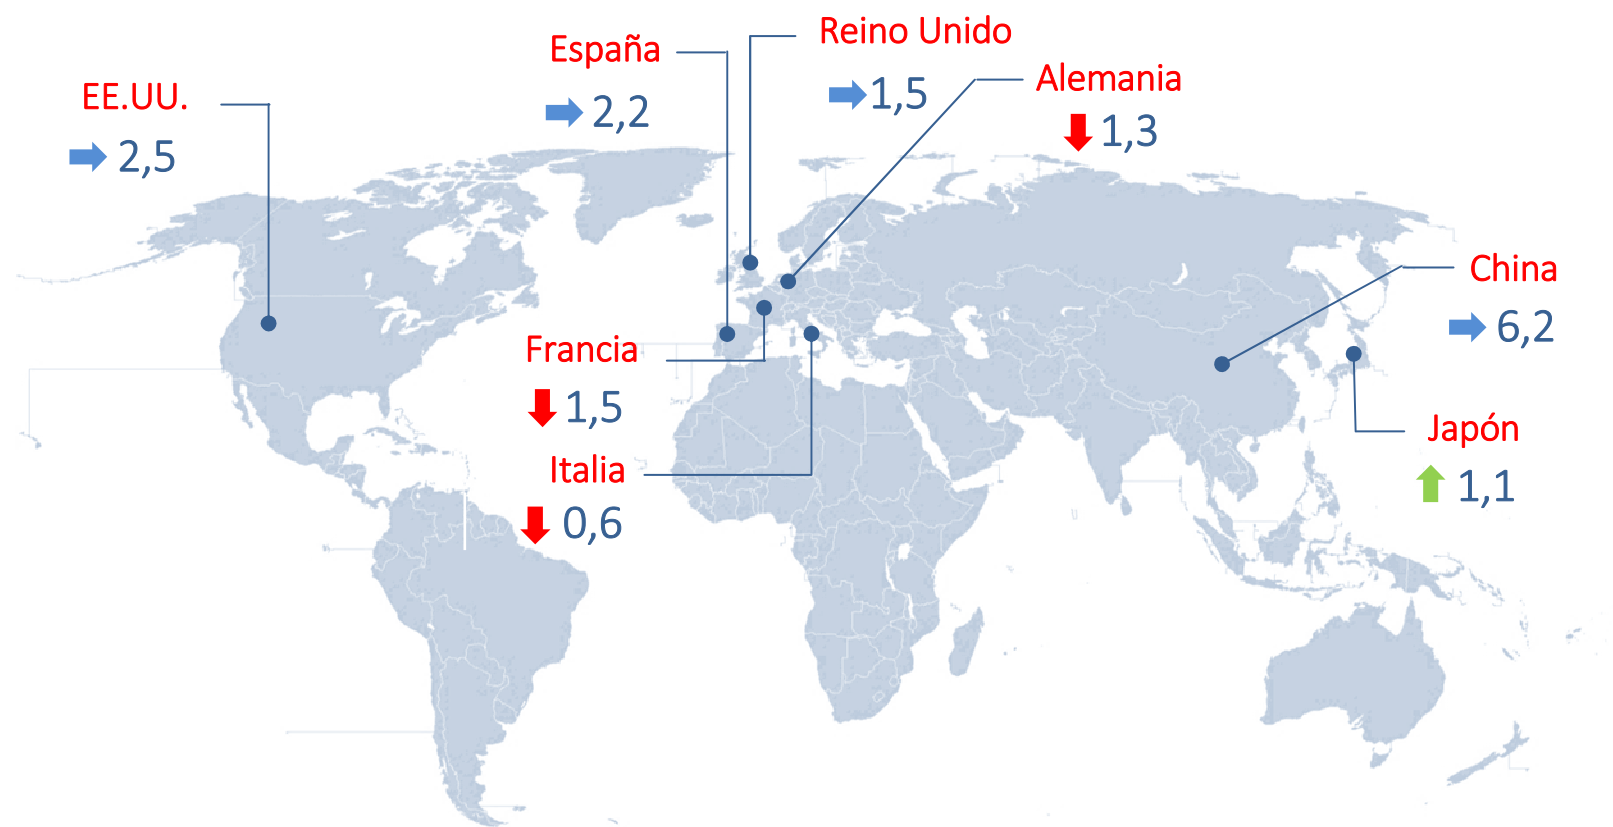 Reino Unido
España
Alemania
EE.UU.
1,5
2,2
1,3
2,5
China
6,2
Francia
1,5
Japón
Italia
1,1
0,6